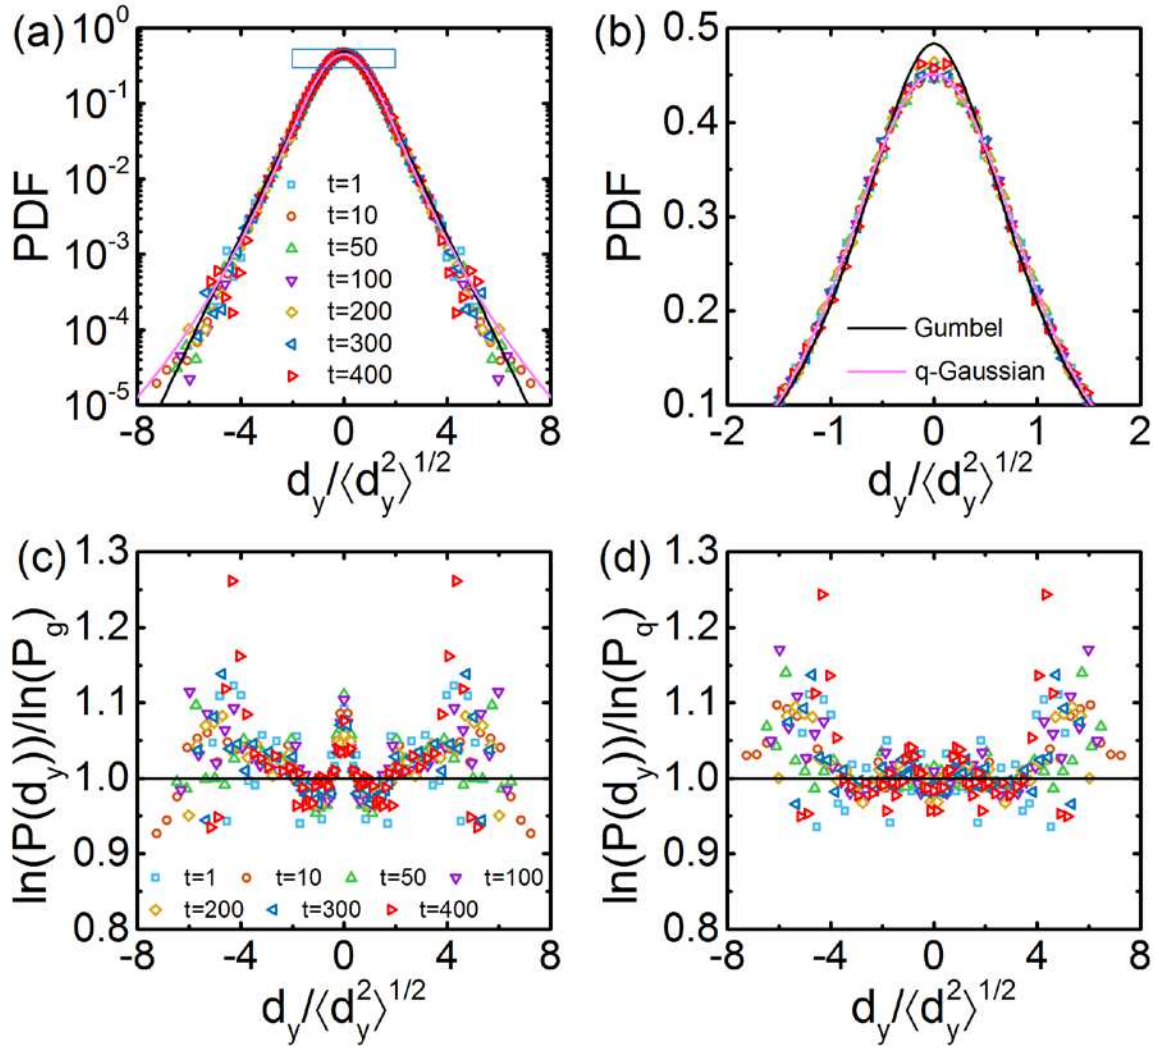 (a)
10^0
10^-1
10^-2
10^-3
10^-4
10^-5
PDF
t=1
t=10
t=50
t=100
t=200
t=300
t=400
-8 -4 0 4 8
d_y/⟨d_y^2⟩^1/2
(b)
0.5
0.4
0.3
0.2
0.1
PDF
Gumbel
q-Gaussian
-2 -1 0 1 2
d_y/⟨d_y^2⟩^1/2
(c)
1.3
1.2
1.1
1.0
0.9
0.8
ln(P(d_y))/ln(P_g)
t=1 t=10 t=50 t=100
t=200 t=300 t=400
-8 -4 0 4 8
d_y/⟨d_y^2⟩^1/2
(d)
1.3
1.2
1.1
1.0
0.9
0.8
ln(P(d_y))/ln(P_q)
-8 -4 0 4 8
d_y/⟨d_y^2⟩^1/2